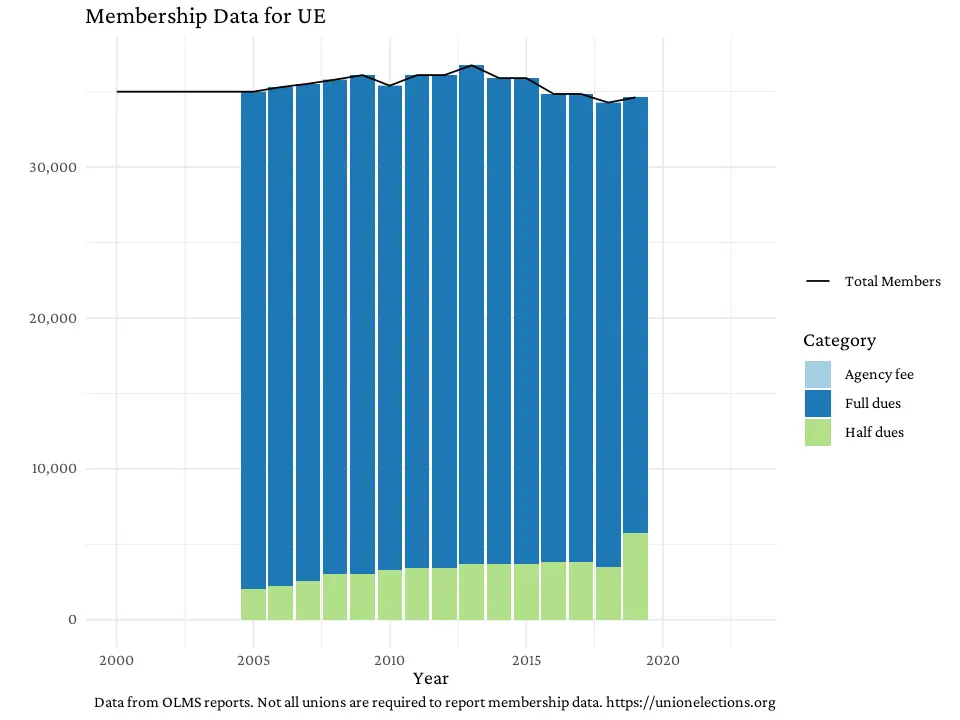 Membership Data for UE
30,000
20,000
10,000
0
2000 2005 2010 2015 2020
Year
Total Members
Category
Agency fee
Full dues
Half dues
Data from OLMS reports. Not all unions are required to report membership data. https://unionelections.org